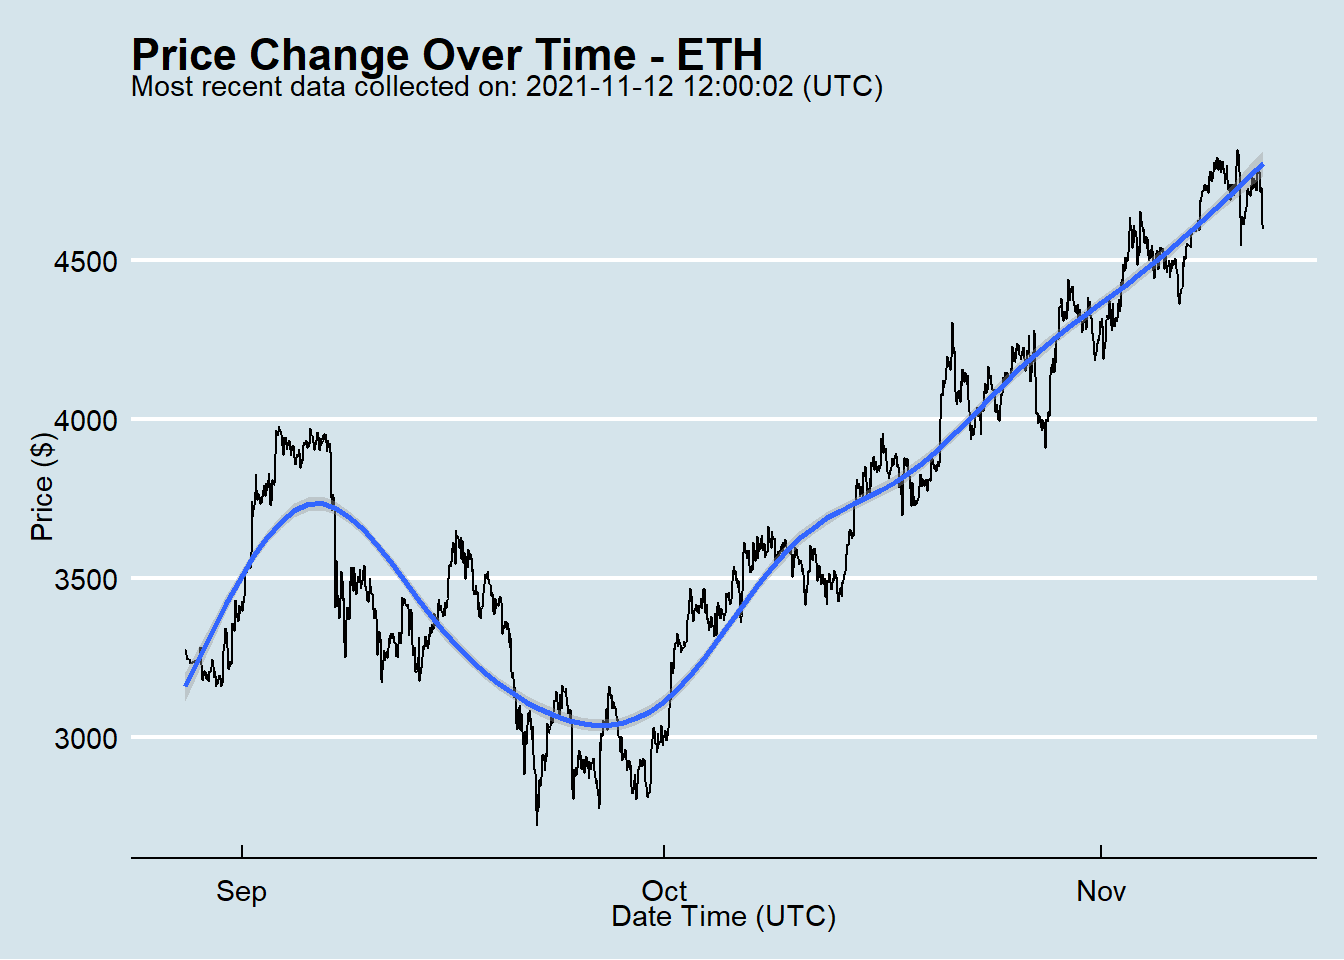 Price Change Over Time - ETH
Most recent data collected on: 2021-11-12 12:00:02 (UTC)
Price ($)
4500
4000
3500
3000
Sep
Oct
Nov
Date Time (UTC)